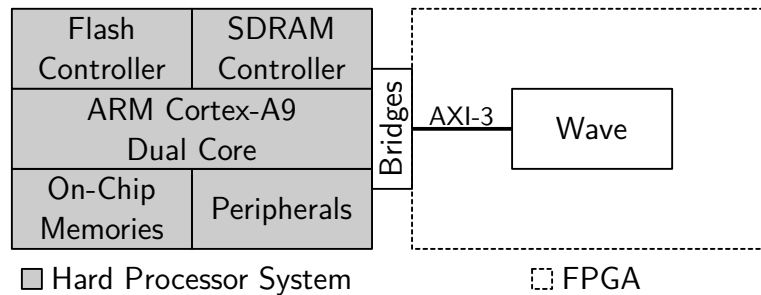 Flash
Controller
SDRAM
Controller
ARM Cortex-A9
Dual Core
On-Chip
Memories
Peripherals
Bridges
AXI-3
Wave
Hard Processor System
FPGA